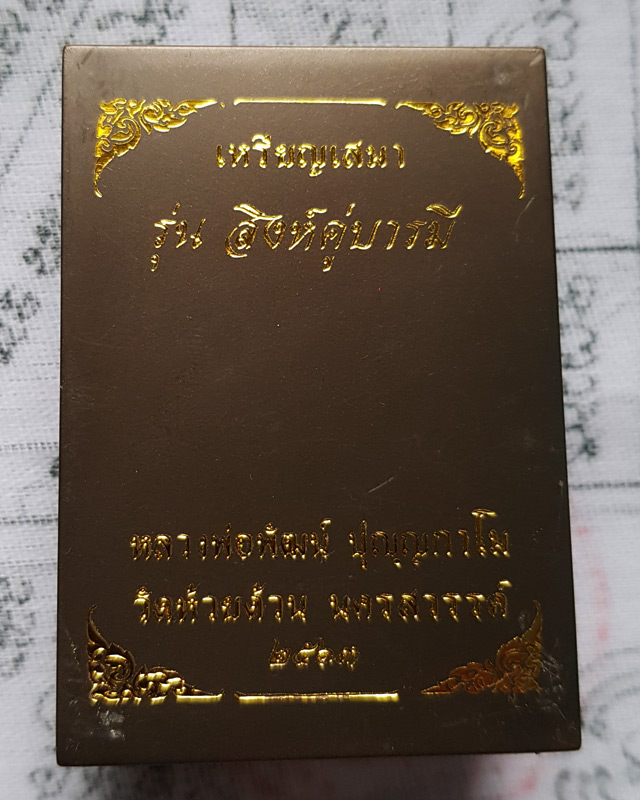 เหรียญเสมา
รุ่น สิงห์คู่บารมี
หลวงพ่อพัฒน์ ปุญญกาโม
วัดห้วยด้วน นครสวรรค์
๒๕๖๓